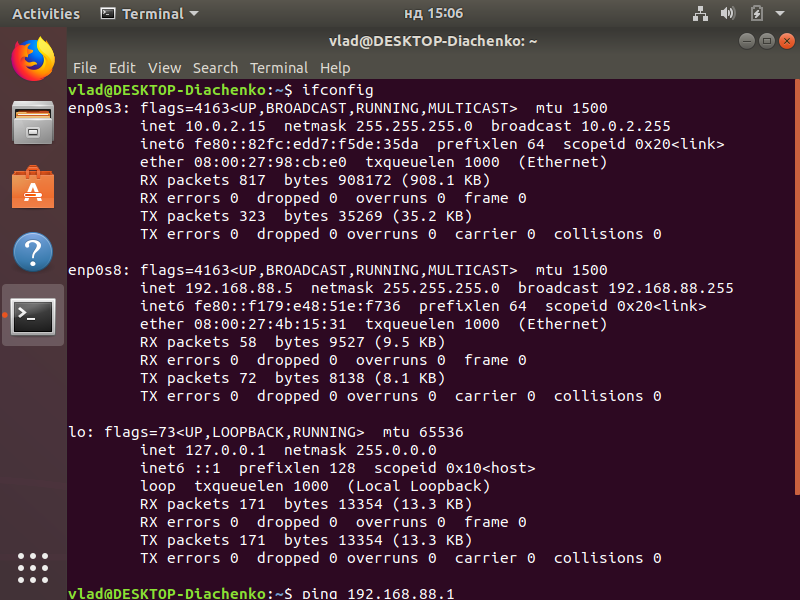 Activities Terminal нд 15:06
vlad@DESKTOP-Diachenko: ~
File Edit View Search Terminal Help
vlad@DESKTOP-Diachenko:~$ ifconfig
enp0s3: flags=4163<UP,BROADCAST,RUNNING,MULTICAST>  mtu 1500
        inet 10.0.2.15  netmask 255.255.255.0  broadcast 10.0.2.255
        inet6 fe80::82fc:edd7:f5de:35da  prefixlen 64  scopeid 0x20<link>
        ether 08:00:27:98:cb:e0  txqueuelen 1000  (Ethernet)
        RX packets 817  bytes 908172 (908.1 KB)
        RX errors 0  dropped 0  overruns 0  frame 0
        TX packets 323  bytes 35269 (35.2 KB)
        TX errors 0  dropped 0 overruns 0  carrier 0  collisions 0

enp0s8: flags=4163<UP,BROADCAST,RUNNING,MULTICAST>  mtu 1500
        inet 192.168.88.5  netmask 255.255.255.0  broadcast 192.168.88.255
        inet6 fe80::f179:e48:51e:f736  prefixlen 64  scopeid 0x20<link>
        ether 08:00:27:4b:15:31  txqueuelen 1000  (Ethernet)
        RX packets 58  bytes 9527 (9.5 KB)
        RX errors 0  dropped 0  overruns 0  frame 0
        TX packets 72  bytes 8138 (8.1 KB)
        TX errors 0  dropped 0 overruns 0  carrier 0  collisions 0

lo: flags=73<UP,LOOPBACK,RUNNING>  mtu 65536
        inet 127.0.0.1  netmask 255.0.0.0
        inet6 ::1  prefixlen 128  scopeid 0x10<host>
        loop  txqueuelen 1000  (Local Loopback)
        RX packets 171  bytes 13354 (13.3 KB)
        RX errors 0  dropped 0  overruns 0  frame 0
        TX packets 171  bytes 13354 (13.3 KB)
        TX errors 0  dropped 0 overruns 0  carrier 0  collisions 0

vlad@DESKTOP-Diachenko:~$ ping 192.168.88.1